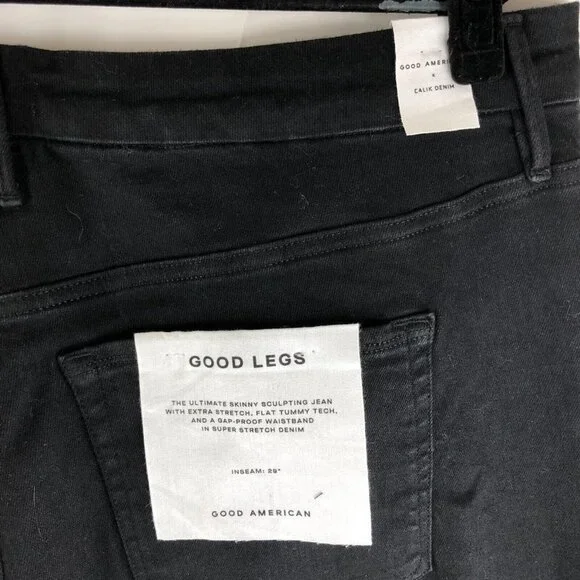 GOOD AMERICAN
×
CALIK DENIM
GOOD LEGS
THE ULTIMATE SKINNY SCULPTING JEAN
WITH EXTRA STRETCH, FLAT TUMMY TECH,
AND A GAP-PROOF WAISTBAND
IN SUPER STRETCH DENIM
INSEAM: 29"
GOOD AMERICAN